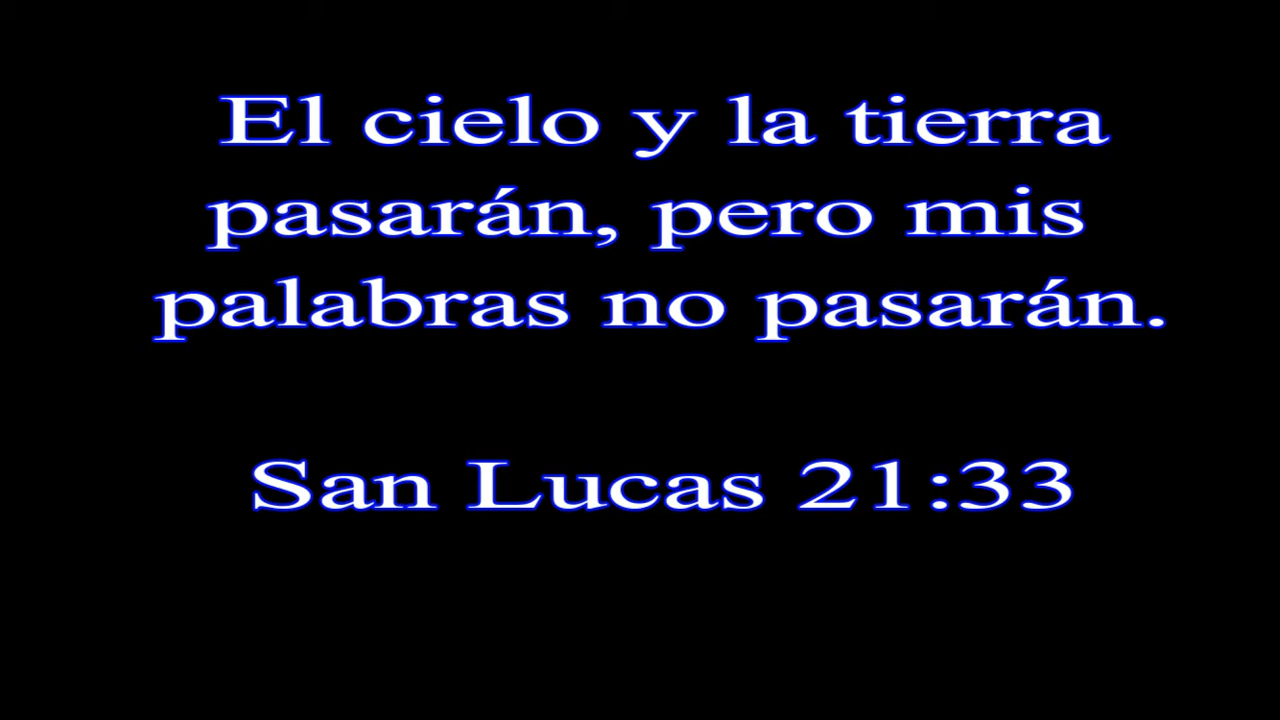 El cielo y la tierra
pasarán, pero mis
palabras no pasarán.
San Lucas 21:33